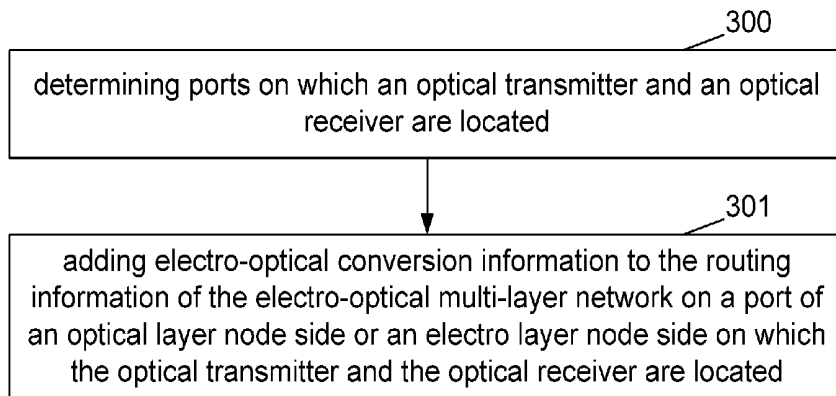 300
determining ports on which an optical transmitter and an optical
receiver are located
301
adding electro-optical conversion information to the routing
information of the electro-optical multi-layer network on a port of
an optical layer node side or an electro layer node side on which
the optical transmitter and the optical receiver are located